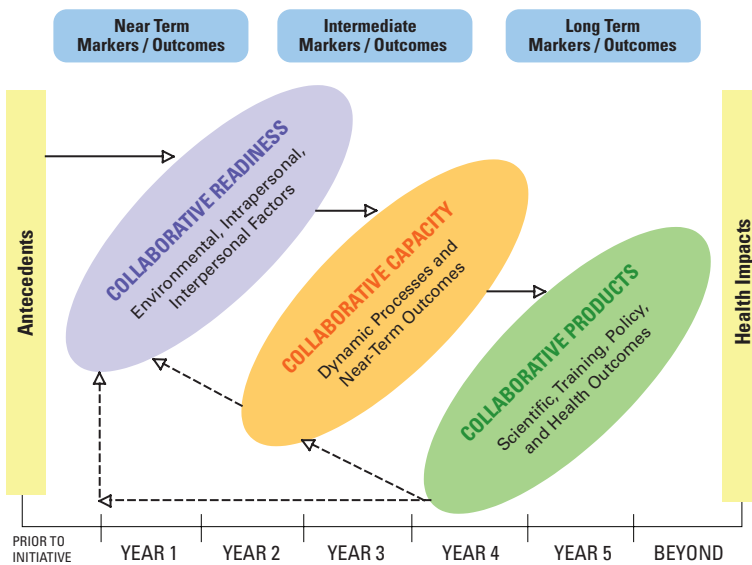 Near Term
Markers / Outcomes
Intermediate
Markers / Outcomes
Long Term
Markers / Outcomes
Antecedents
COLLABORATIVE READINESS
Environmental, Intrapersonal,
Interpersonal Factors
COLLABORATIVE CAPACITY
Dynamic Processes and
Near-Term Outcomes
COLLABORATIVE PRODUCTS
Scientific, Training, Policy,
and Health Outcomes
Health Impacts
PRIOR TO
INITIATIVE
YEAR 1
YEAR 2
YEAR 3
YEAR 4
YEAR 5
BEYOND